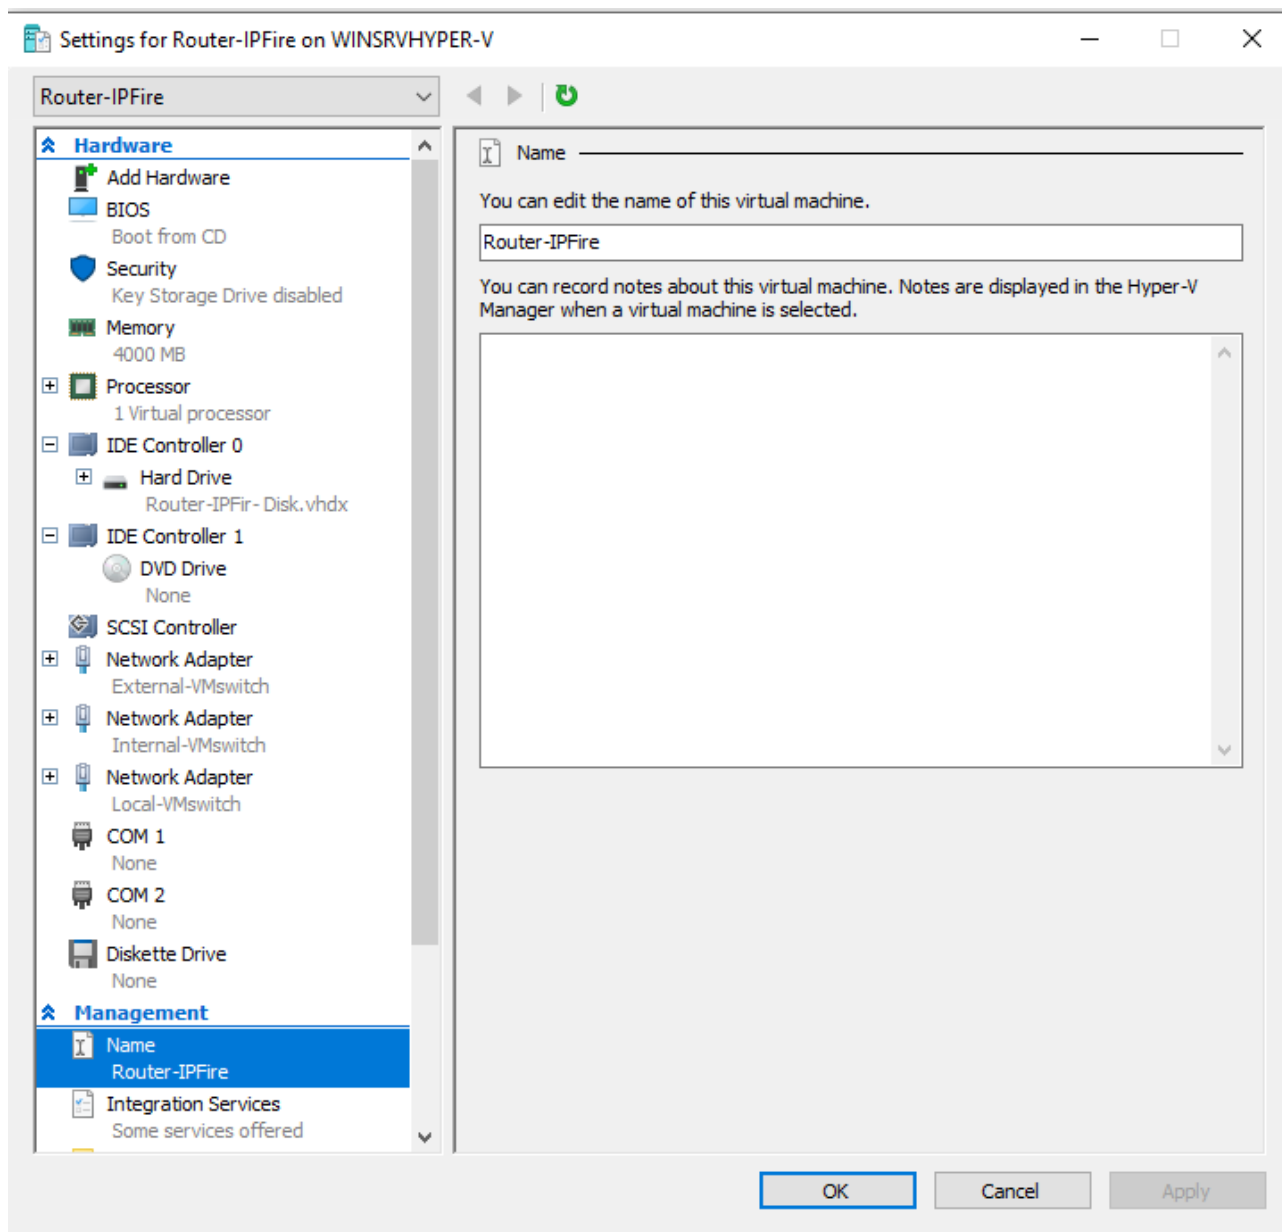 Settings for Router-IPFire on WINSRVHYPER-V
Router-IPFire
Hardware
Add Hardware
BIOS
Boot from CD
Security
Key Storage Drive disabled
Memory
4000 MB
Processor
1 Virtual processor
IDE Controller 0
Hard Drive
Router-IPFir- Disk.vhdx
IDE Controller 1
DVD Drive
None
SCSI Controller
Network Adapter
External-VMswitch
Network Adapter
Internal-VMswitch
Network Adapter
Local-VMswitch
COM 1
None
COM 2
None
Diskette Drive
None
Management
Name
Router-IPFire
Integration Services
Some services offered
Name
You can edit the name of this virtual machine.
Router-IPFire
You can record notes about this virtual machine. Notes are displayed in the Hyper-V
Manager when a virtual machine is selected.
OK
Cancel
Apply